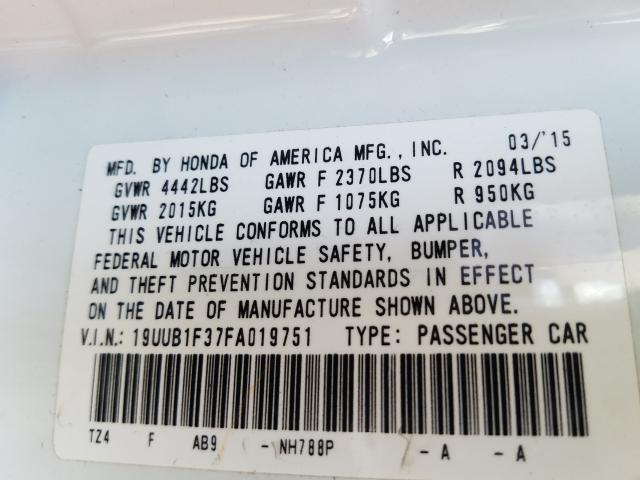 MFD. BY HONDA OF AMERICA MFG., INC. 03/'15
GVWR 4442LBS GAWR F 2370LBS R 2094LBS
GVWR 2015KG GAWR F 1075KG R 950KG
THIS VEHICLE CONFORMS TO ALL APPLICABLE
FEDERAL MOTOR VEHICLE SAFETY, BUMPER,
AND THEFT PREVENTION STANDARDS IN EFFECT
ON THE DATE OF MANUFACTURE SHOWN ABOVE.
V.I.N.: 19UUB1F37FA019751 TYPE: PASSENGER CAR
TZ4 F AB9 - NH788P - A - A